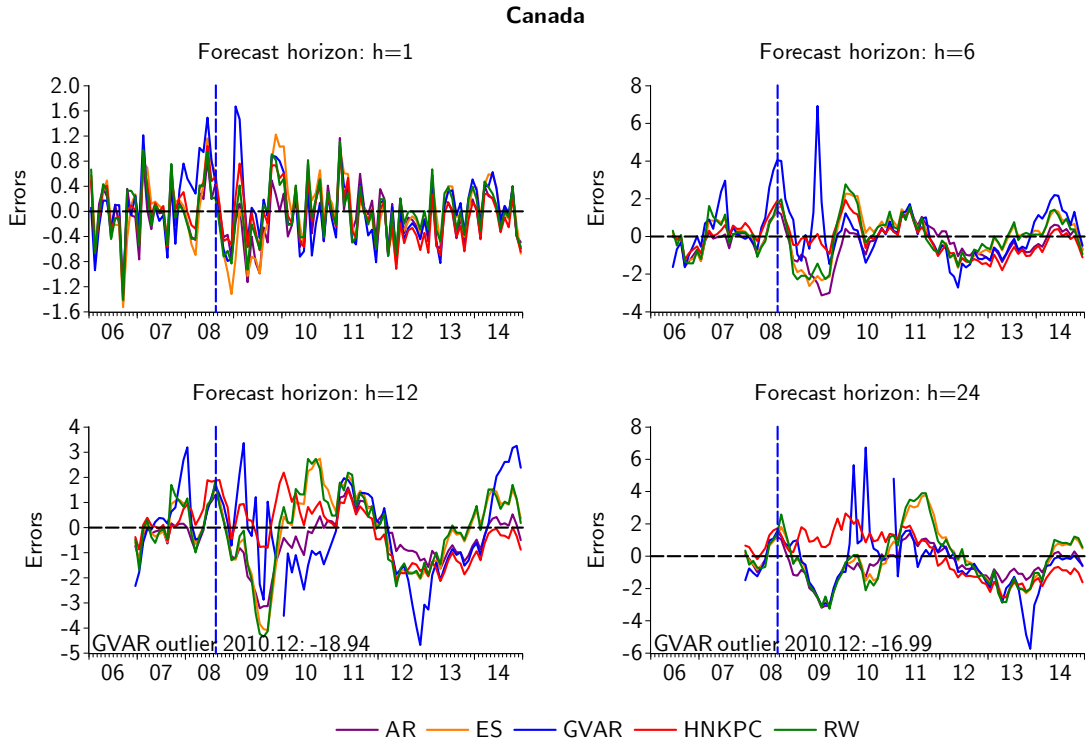 Canada
Forecast horizon: h=1
Errors
2.0
1.6
1.2
0.8
0.4
0.0
-0.4
-0.8
-1.2
-1.6
06 07 08 09 10 11 12 13 14
Forecast horizon: h=6
Errors
8
6
4
2
0
-2
-4
06 07 08 09 10 11 12 13 14
Forecast horizon: h=12
Errors
4
3
2
1
0
-1
-2
-3
-4
-5
GVAR outlier 2010.12: -18.94
06 07 08 09 10 11 12 13 14
Forecast horizon: h=24
Errors
8
6
4
2
0
-2
-4
-6
GVAR outlier 2010.12: -16.99
06 07 08 09 10 11 12 13 14
AR ES GVAR HNKPC RW